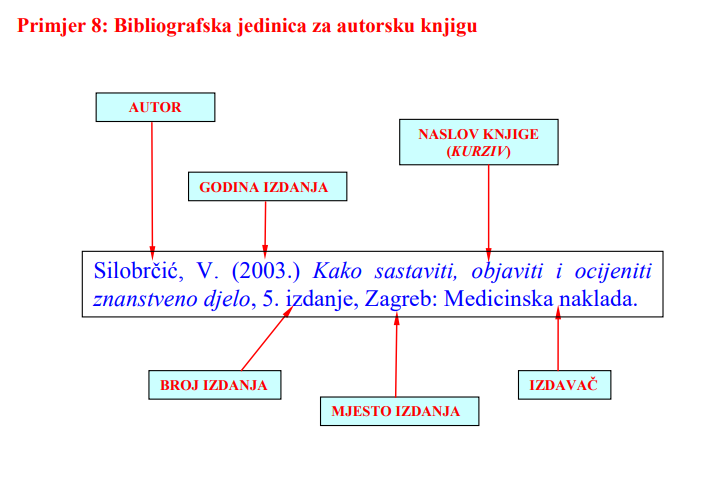 Primjer 8: Bibliografska jedinica za autorsku knjigu
AUTOR
NASLOV KNJIGE
(KURZIV)
GODINA IZDANJA
Silobrčić, V. (2003.) Kako sastaviti, objaviti i ocijeniti
znanstveno djelo, 5. izdanje, Zagreb: Medicinska naklada.
BROJ IZDANJA
IZDAVAČ
MJESTO IZDANJA